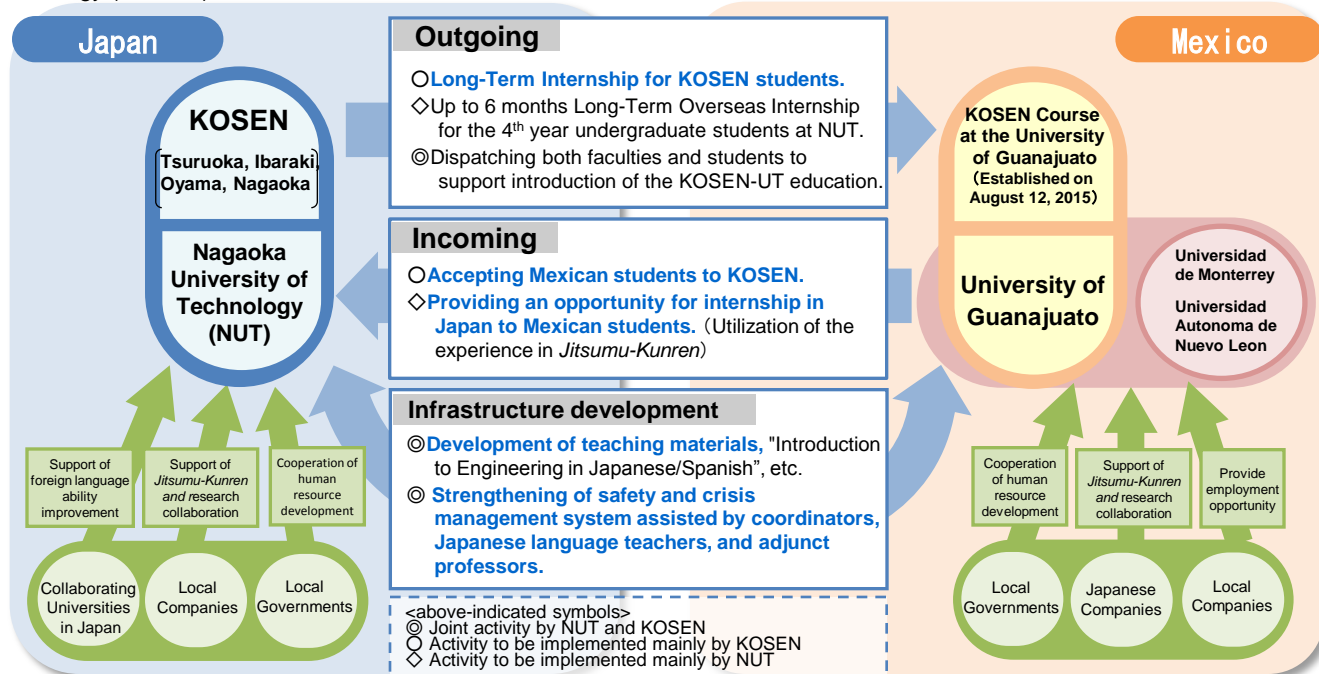 Japan
KOSEN
Tsuruoka, Ibaraki,
Oyama, Nagaoka
Nagaoka
University of
Technology
(NUT)
Support of
foreign language
ability
improvement
Support of
Jitsumu-Kunren
and research
collaboration
Cooperation of
human
resource
development
Collaborating
Universities
in Japan
Local
Companies
Local
Governments
Outgoing
○Long-Term Internship for KOSEN students.
◇Up to 6 months Long-Term Overseas Internship
for the 4th year undergraduate students at NUT.
◎Dispatching both faculties and students to
support introduction of the KOSEN-UT education.
Incoming
○Accepting Mexican students to KOSEN.
◇Providing an opportunity for internship in
Japan to Mexican students.（Utilization of the
experience in Jitsumu-Kunren）
Infrastructure development
◎Development of teaching materials, "Introduction
to Engineering in Japanese/Spanish”, etc.
◎ Strengthening of safety and crisis
management system assisted by coordinators,
Japanese language teachers, and adjunct
professors.
<above-indicated symbols>
◎ Joint activity by NUT and KOSEN
○ Activity to be implemented mainly by KOSEN
◇ Activity to be implemented mainly by NUT
Mexico
KOSEN Course
at the University
of Guanajuato
（Established on
August 12, 2015）
University of
Guanajuato
Universidad
de Monterrey
Universidad
Autonoma de
Nuevo Leon
Cooperation
of human
resource
development
Support of
Jitsumu-Kunren
and research
collaboration
Provide
employment
opportunity
Local
Governments
Japanese
Companies
Local
Companies